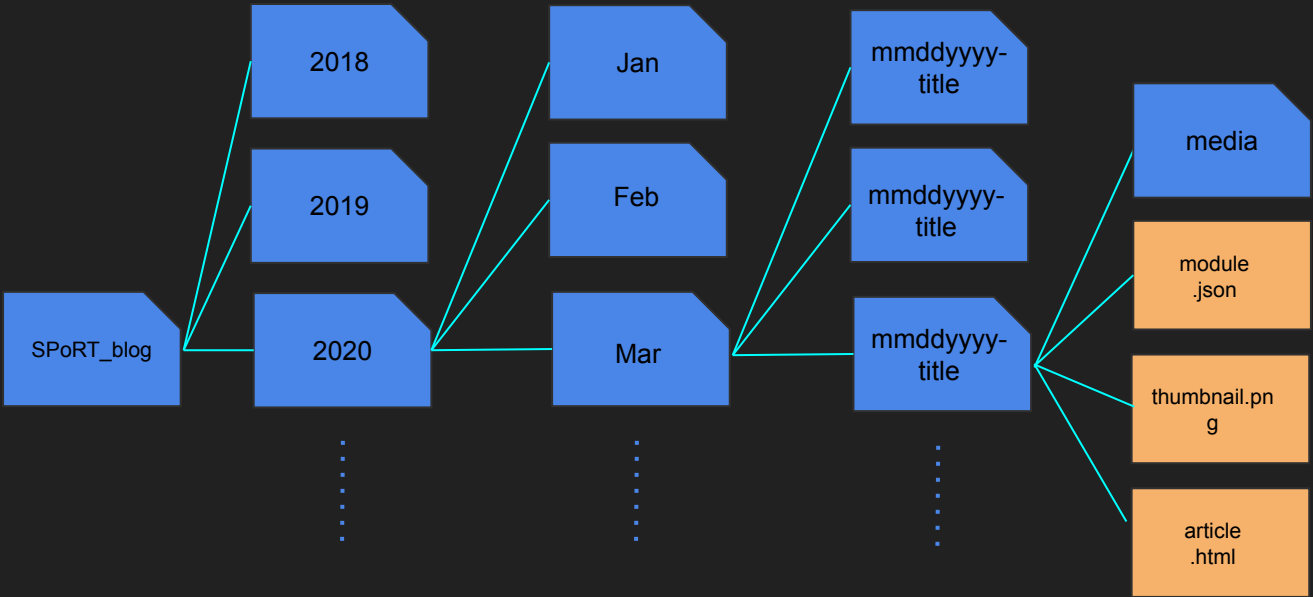 SPoRT_blog
2018
2019
2020
Jan
Feb
Mar
mmddyyyy-
title
mmddyyyy-
title
mmddyyyy-
title
media
module
.json
thumbnail.pn
g
article
.html